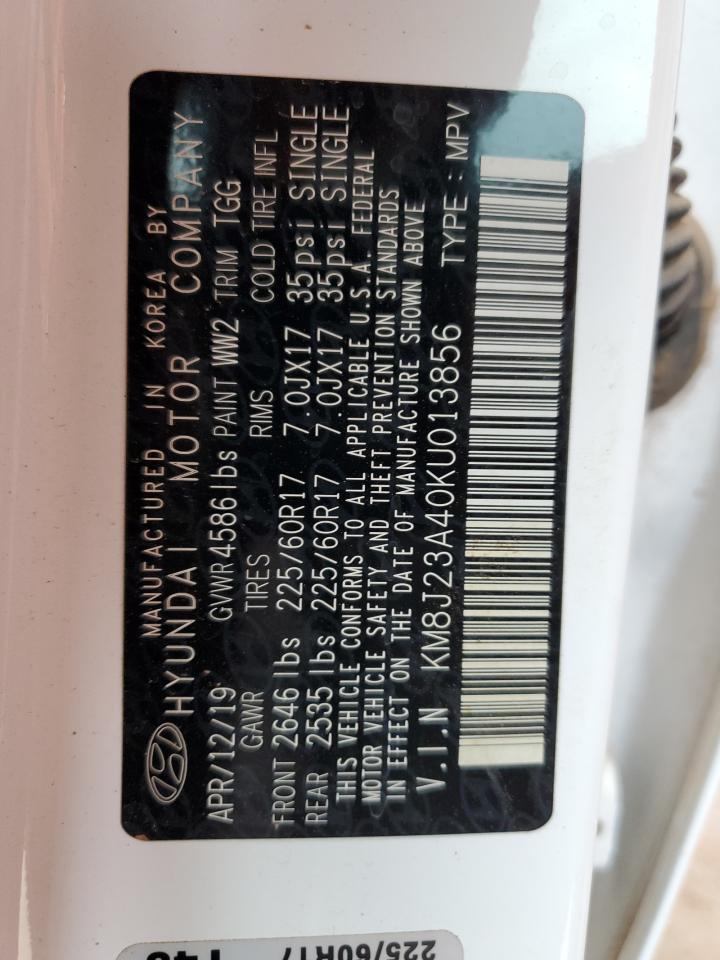 MANUFACTURED IN KOREA BY
HYUNDAI MOTOR COMPANY
APR/12/19 GVWR 4586 lbs PAINT WW2 TRIM TGG
GAWR TIRES RMS COLD TIRE INFL
FRONT 2646 lbs 225/60R17 7.0JX17 35psi SINGLE
REAR 2535 lbs 225/60R17 7.0JX17 35psi SINGLE
THIS VEHICLE CONFORMS TO ALL APPLICABLE U.S.A. FEDERAL
MOTOR VEHICLE SAFETY AND THEFT PREVENTION STANDARDS
IN EFFECT ON THE DATE OF MANUFACTURE SHOWN ABOVE
V.I.N KM8J23A40KU013856 TYPE : MPV
225/60R17